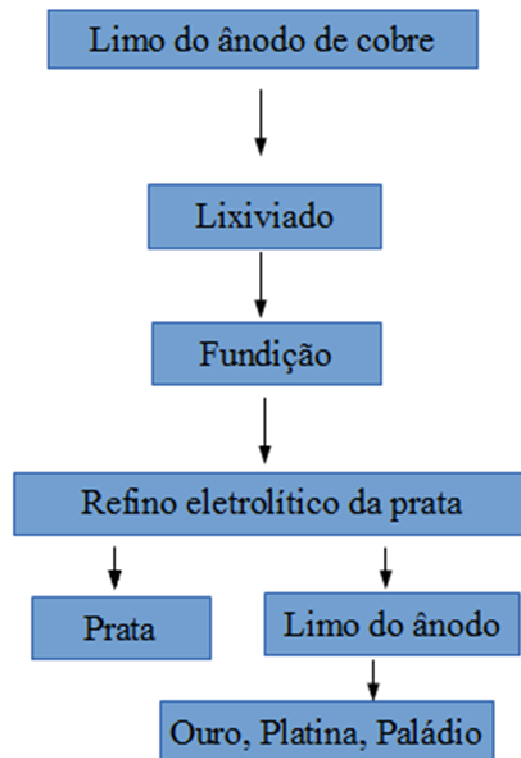 Limo do ânodo de cobre
Lixiviado
Fundição
Refino eletrolítico da prata
Prata
Limo do ânodo
Ouro, Platina, Paládio